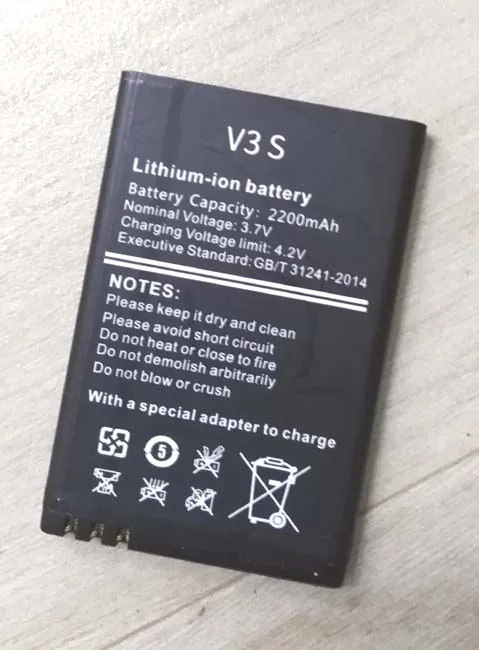 V3 S
Lithium-ion battery
Battery Capacity: 2200mAh
Nominal Voltage: 3.7V
Charging Voltage limit: 4.2V
Executive Standard: GB/T 31241-2014
NOTES:
Please keep it dry and clean
Please avoid short circuit
Do not heat or close to fire
Do not demolish arbitrarily
Do not blow or crush
With a special adapter to charge
5